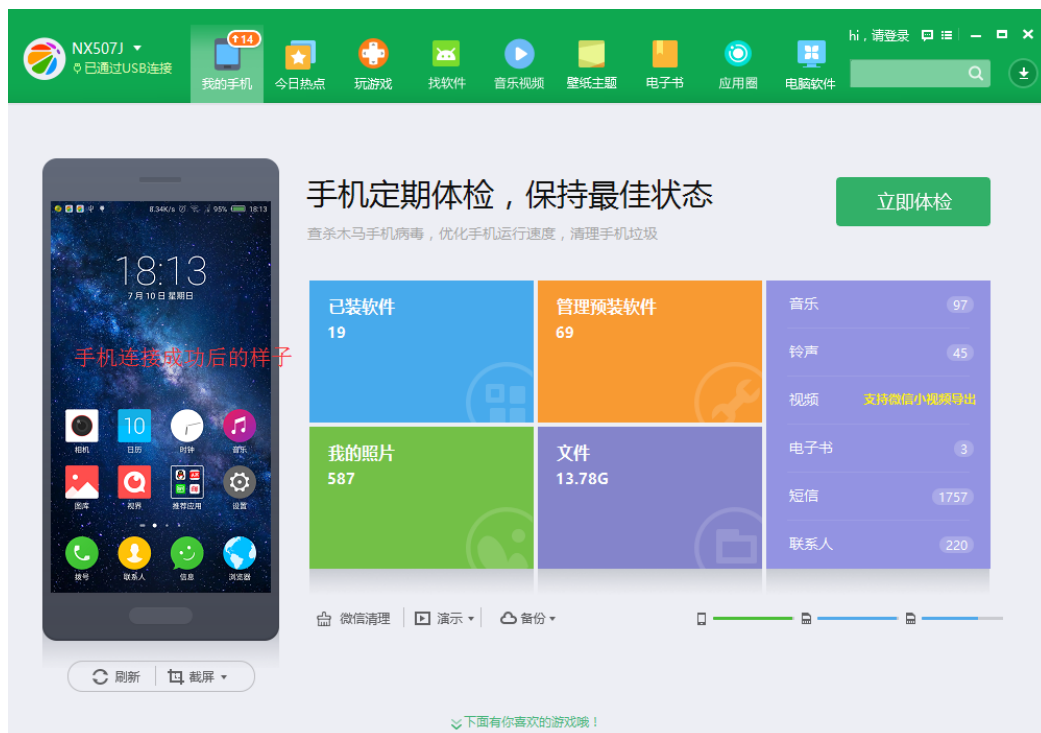 NX507J
已通过USB连接
14
我的手机
今日热点
玩游戏
找软件
音乐视频
壁纸主题
电子书
应用圈
电脑软件
hi，请登录
8.34K/s 95% 18:13
18:13
7月10日 星期日
手机连接成功后的样子
10
相机
日历
时钟
音乐
图库
视界
推荐应用
设置
拨号
联系人
信息
浏览器
刷新
截屏
手机定期体检，保持最佳状态
查杀木马手机病毒，优化手机运行速度，清理手机垃圾
立即体检
已装软件
19
管理预装软件
69
我的照片
587
文件
13.78G
音乐 97
铃声 45
视频 支持微信小视频导出
电子书 3
短信 1757
联系人 220
微信清理
演示
备份
下面有你喜欢的游戏哦！